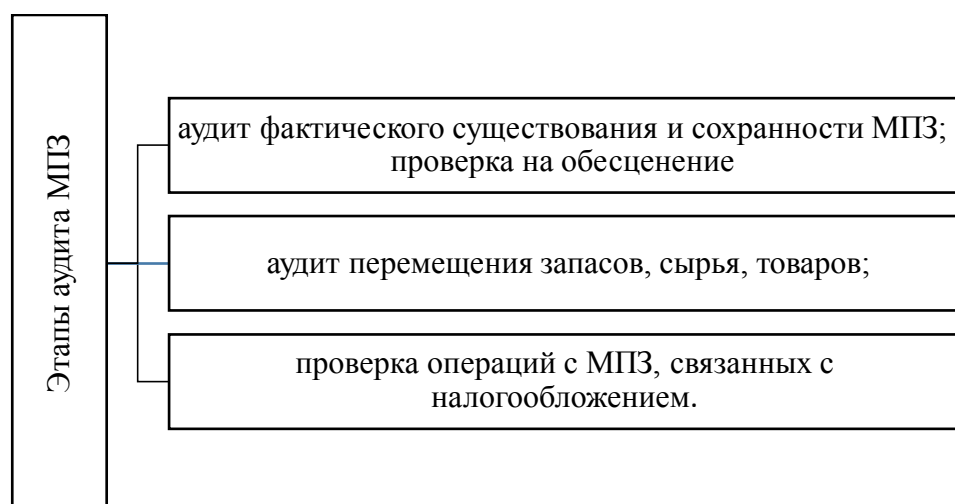 Этапы аудита МПЗ
аудит фактического существования и сохранности МПЗ;
проверка на обесценение
аудит перемещения запасов, сырья, товаров;
проверка операций с МПЗ, связанных с
налогообложением.